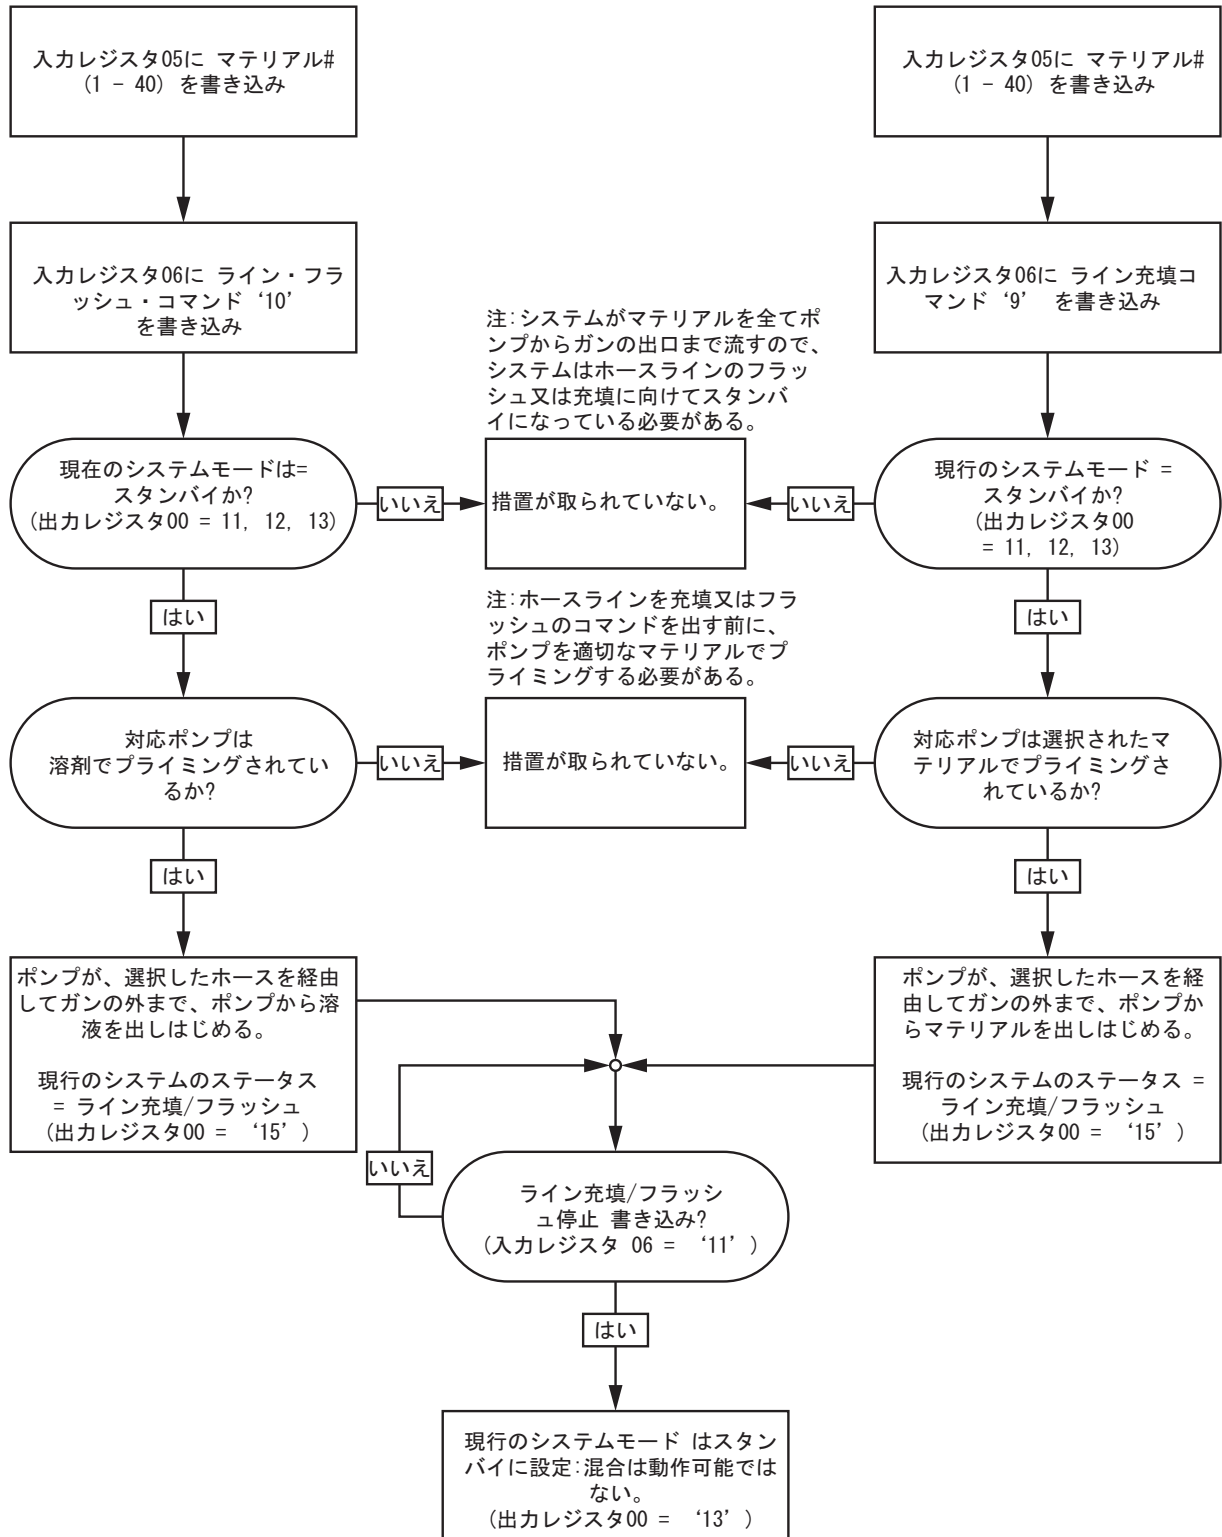 入力レジスタ05に マテリアル#
(1 - 40) を書き込み
入力レジスタ05に マテリアル#
(1 - 40) を書き込み
入力レジスタ06に ライン・フラ
ッシュ・コマンド ‘10’
を書き込み
入力レジスタ06に ライン充填コ
マンド ‘9’ を書き込み
注:システムがマテリアルを全てポ
ンプからガンの出口まで流すので、
システムはホースラインのフラッ
シュ又は充填に向けてスタンバ
イになっている必要がある。
現在のシステムモードは=
スタンバイか?
(出力レジスタ00 = 11, 12, 13)
いいえ
措置が取られていない。
いいえ
現行のシステムモード =
スタンバイか?
(出力レジスタ00
= 11, 12, 13)
はい
はい
注:ホースラインを充填又はフラ
ッシュのコマンドを出す前に、
ポンプを適切なマテリアルでプ
ライミングする必要がある。
対応ポンプは
溶剤でプライミングされてい
るか?
いいえ
措置が取られていない。
いいえ
対応ポンプは選択されたマ
テリアルでプライミングさ
れているか?
はい
はい
ポンプが、選択したホースを経由
してガンの外まで、ポンプから溶
液を出しはじめる。
現行のシステムのステータス
= ライン充填/フラッシュ
(出力レジスタ00 = ‘15’)
ポンプが、選択したホースを経
由してガンの外まで、ポンプか
らマテリアルを出しはじめる。
現行のシステムのステータス =
ライン充填/フラッシュ
(出力レジスタ00 = ‘15’)
いいえ
ライン充填/フラッシ
ュ停止 書き込み?
(入力レジスタ 06 = ‘11’)
はい
現行のシステムモード はスタン
バイに設定:混合は動作可能では
ない。
(出力レジスタ00 = ‘13’)